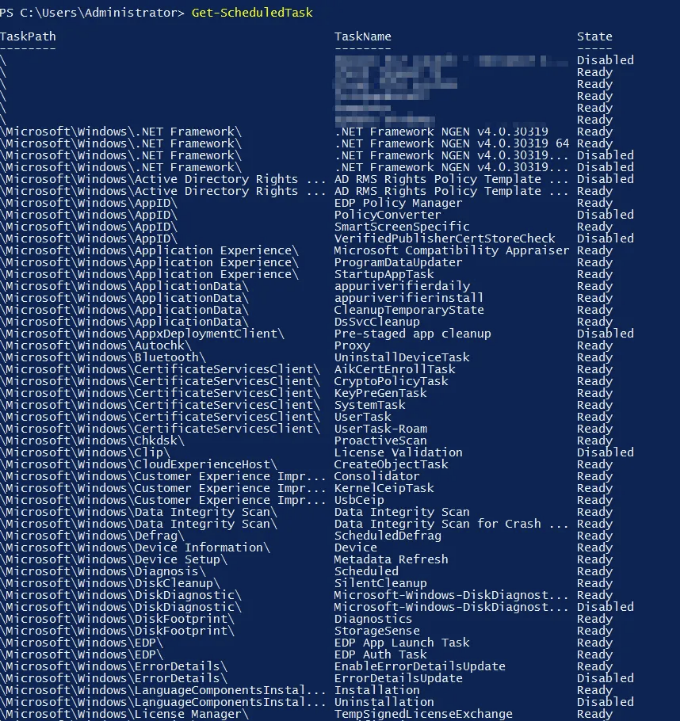 PS C:\Users\Administrator> Get-ScheduledTask
TaskPath TaskName State
-------- -------- -----
\ Disabled
\ Ready
\ Ready
\ Ready
\ Ready
\ Ready
\Microsoft\Windows\.NET Framework\ .NET Framework NGEN v4.0.30319 Ready
\Microsoft\Windows\.NET Framework\ .NET Framework NGEN v4.0.30319 64 Ready
\Microsoft\Windows\.NET Framework\ .NET Framework NGEN v4.0.30319... Disabled
\Microsoft\Windows\.NET Framework\ .NET Framework NGEN v4.0.30319... Disabled
\Microsoft\Windows\Active Directory Rights ... AD RMS Rights Policy Template ... Disabled
\Microsoft\Windows\Active Directory Rights ... AD RMS Rights Policy Template ... Ready
\Microsoft\Windows\AppID\ EDP Policy Manager Ready
\Microsoft\Windows\AppID\ PolicyConverter Disabled
\Microsoft\Windows\AppID\ SmartScreenSpecific Ready
\Microsoft\Windows\AppID\ VerifiedPublisherCertStoreCheck Disabled
\Microsoft\Windows\Application Experience\ Microsoft Compatibility Appraiser Ready
\Microsoft\Windows\Application Experience\ ProgramDataUpdater Ready
\Microsoft\Windows\Application Experience\ StartupAppTask Ready
\Microsoft\Windows\ApplicationData\ appuriverifierdaily Ready
\Microsoft\Windows\ApplicationData\ appuriverifierinstall Ready
\Microsoft\Windows\ApplicationData\ CleanupTemporaryState Ready
\Microsoft\Windows\ApplicationData\ DsSvcCleanup Ready
\Microsoft\Windows\AppxDeploymentClient\ Pre-staged app cleanup Disabled
\Microsoft\Windows\Autochk\ Proxy Ready
\Microsoft\Windows\Bluetooth\ UninstallDeviceTask Ready
\Microsoft\Windows\CertificateServicesClient\ AikCertEnrollTask Ready
\Microsoft\Windows\CertificateServicesClient\ CryptoPolicyTask Ready
\Microsoft\Windows\CertificateServicesClient\ KeyPreGenTask Ready
\Microsoft\Windows\CertificateServicesClient\ SystemTask Ready
\Microsoft\Windows\CertificateServicesClient\ UserTask Ready
\Microsoft\Windows\CertificateServicesClient\ UserTask-Roam Ready
\Microsoft\Windows\Chkdsk\ ProactiveScan Ready
\Microsoft\Windows\Clip\ License Validation Disabled
\Microsoft\Windows\CloudExperienceHost\ CreateObjectTask Ready
\Microsoft\Windows\Customer Experience Impr... Consolidator Ready
\Microsoft\Windows\Customer Experience Impr... KernelCeipTask Ready
\Microsoft\Windows\Customer Experience Impr... UsbCeip Ready
\Microsoft\Windows\Data Integrity Scan\ Data Integrity Scan Ready
\Microsoft\Windows\Data Integrity Scan\ Data Integrity Scan for Crash ... Ready
\Microsoft\Windows\Defrag\ ScheduledDefrag Ready
\Microsoft\Windows\Device Information\ Device Ready
\Microsoft\Windows\Device Setup\ Metadata Refresh Ready
\Microsoft\Windows\Diagnosis\ Scheduled Ready
\Microsoft\Windows\DiskCleanup\ SilentCleanup Ready
\Microsoft\Windows\DiskDiagnostic\ Microsoft-Windows-DiskDiagnost... Ready
\Microsoft\Windows\DiskDiagnostic\ Microsoft-Windows-DiskDiagnost... Disabled
\Microsoft\Windows\DiskFootprint\ Diagnostics Ready
\Microsoft\Windows\DiskFootprint\ StorageSense Ready
\Microsoft\Windows\EDP\ EDP App Launch Task Ready
\Microsoft\Windows\EDP\ EDP Auth Task Ready
\Microsoft\Windows\ErrorDetails\ EnableErrorDetailsUpdate Ready
\Microsoft\Windows\ErrorDetails\ ErrorDetailsUpdate Disabled
\Microsoft\Windows\LanguageComponentsInstal... Installation Ready
\Microsoft\Windows\LanguageComponentsInstal... Uninstallation Disabled
\Microsoft\Windows\License Manager\ TempSignedLicenseExchange Ready